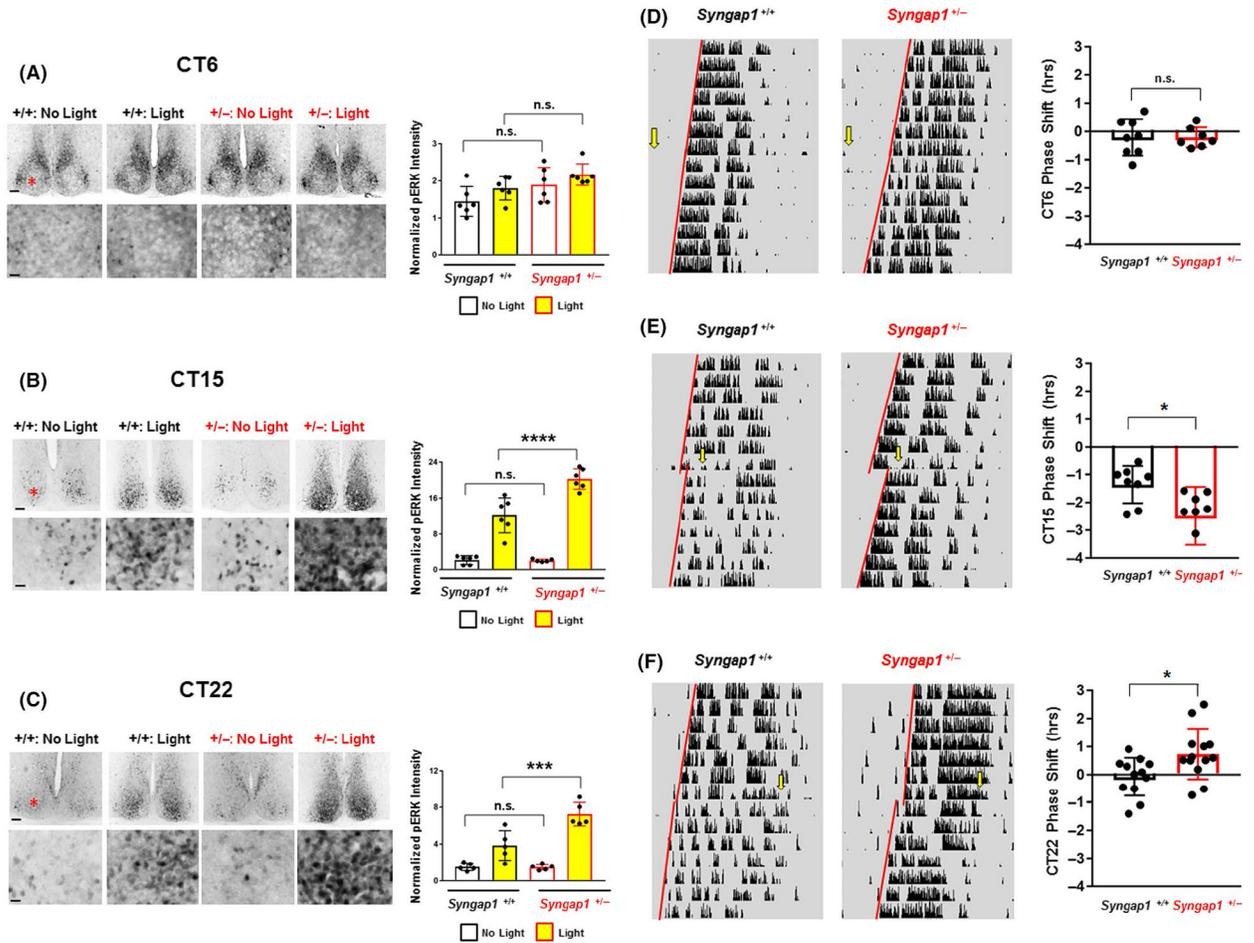 (A)
CT6
+/+: No Light
+/+: Light
+/–: No Light
+/–: Light
*
Normalized pERK Intensity
3
2
1
0
n.s.
n.s.
Syngap1 +/+
Syngap1 +/–
No Light
Light
(B)
CT15
+/+: No Light
+/+: Light
+/–: No Light
+/–: Light
*
Normalized pERK Intensity
24
16
8
0
****
n.s.
Syngap1 +/+
Syngap1 +/–
No Light
Light
(C)
CT22
+/+: No Light
+/+: Light
+/–: No Light
+/–: Light
*
Normalized pERK Intensity
12
8
4
0
***
n.s.
Syngap1 +/+
Syngap1 +/–
No Light
Light
(D)
Syngap1 +/+
Syngap1 +/–
CT6 Phase Shift (hrs)
3
2
1
0
–1
–2
–3
–4
n.s.
Syngap1 +/+
Syngap1 +/–
(E)
Syngap1 +/+
Syngap1 +/–
CT15 Phase Shift (hrs)
3
2
1
0
–1
–2
–3
–4
*
Syngap1 +/+
Syngap1 +/–
(F)
Syngap1 +/+
Syngap1 +/–
CT22 Phase Shift (hrs)
3
2
1
0
–1
–2
–3
–4
*
Syngap1 +/+
Syngap1 +/–